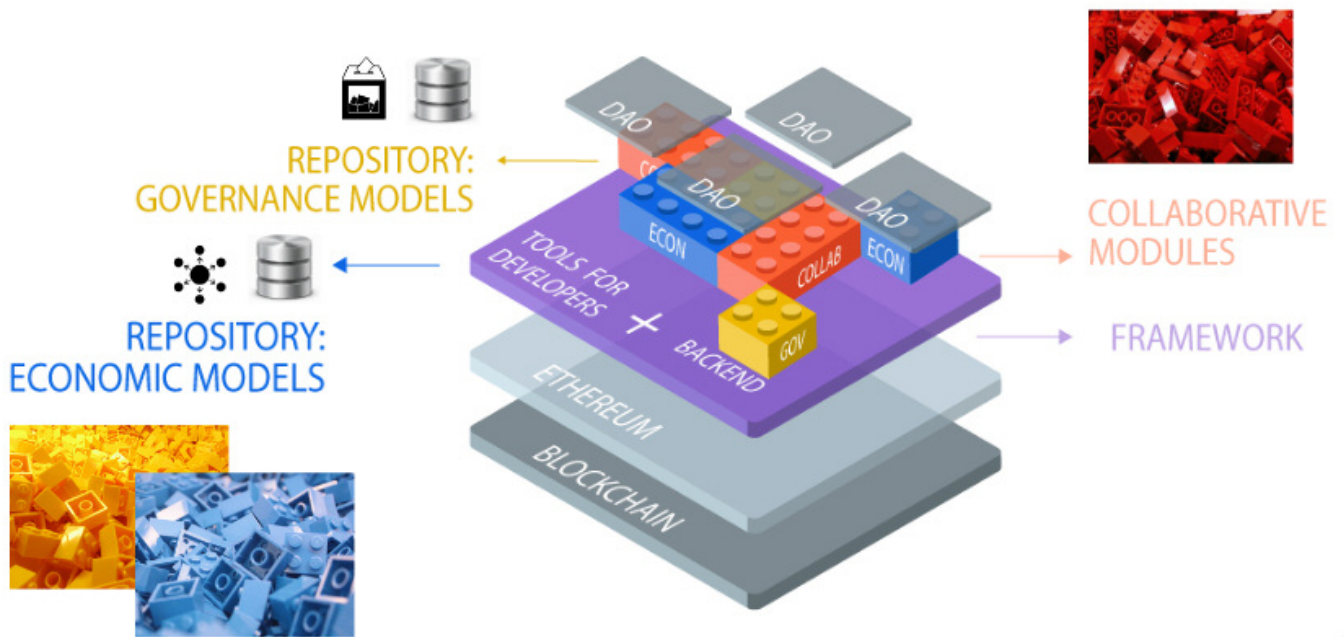 REPOSITORY:
GOVERNANCE MODELS
REPOSITORY:
ECONOMIC MODELS
DAO
DAO
DAO
DAO
ECON
COLLAB
ECON
GOV
TOOLS FOR
DEVELOPERS
+
BACKEND
ETHEREUM
BLOCKCHAIN
COLLABORATIVE
MODULES
FRAMEWORK